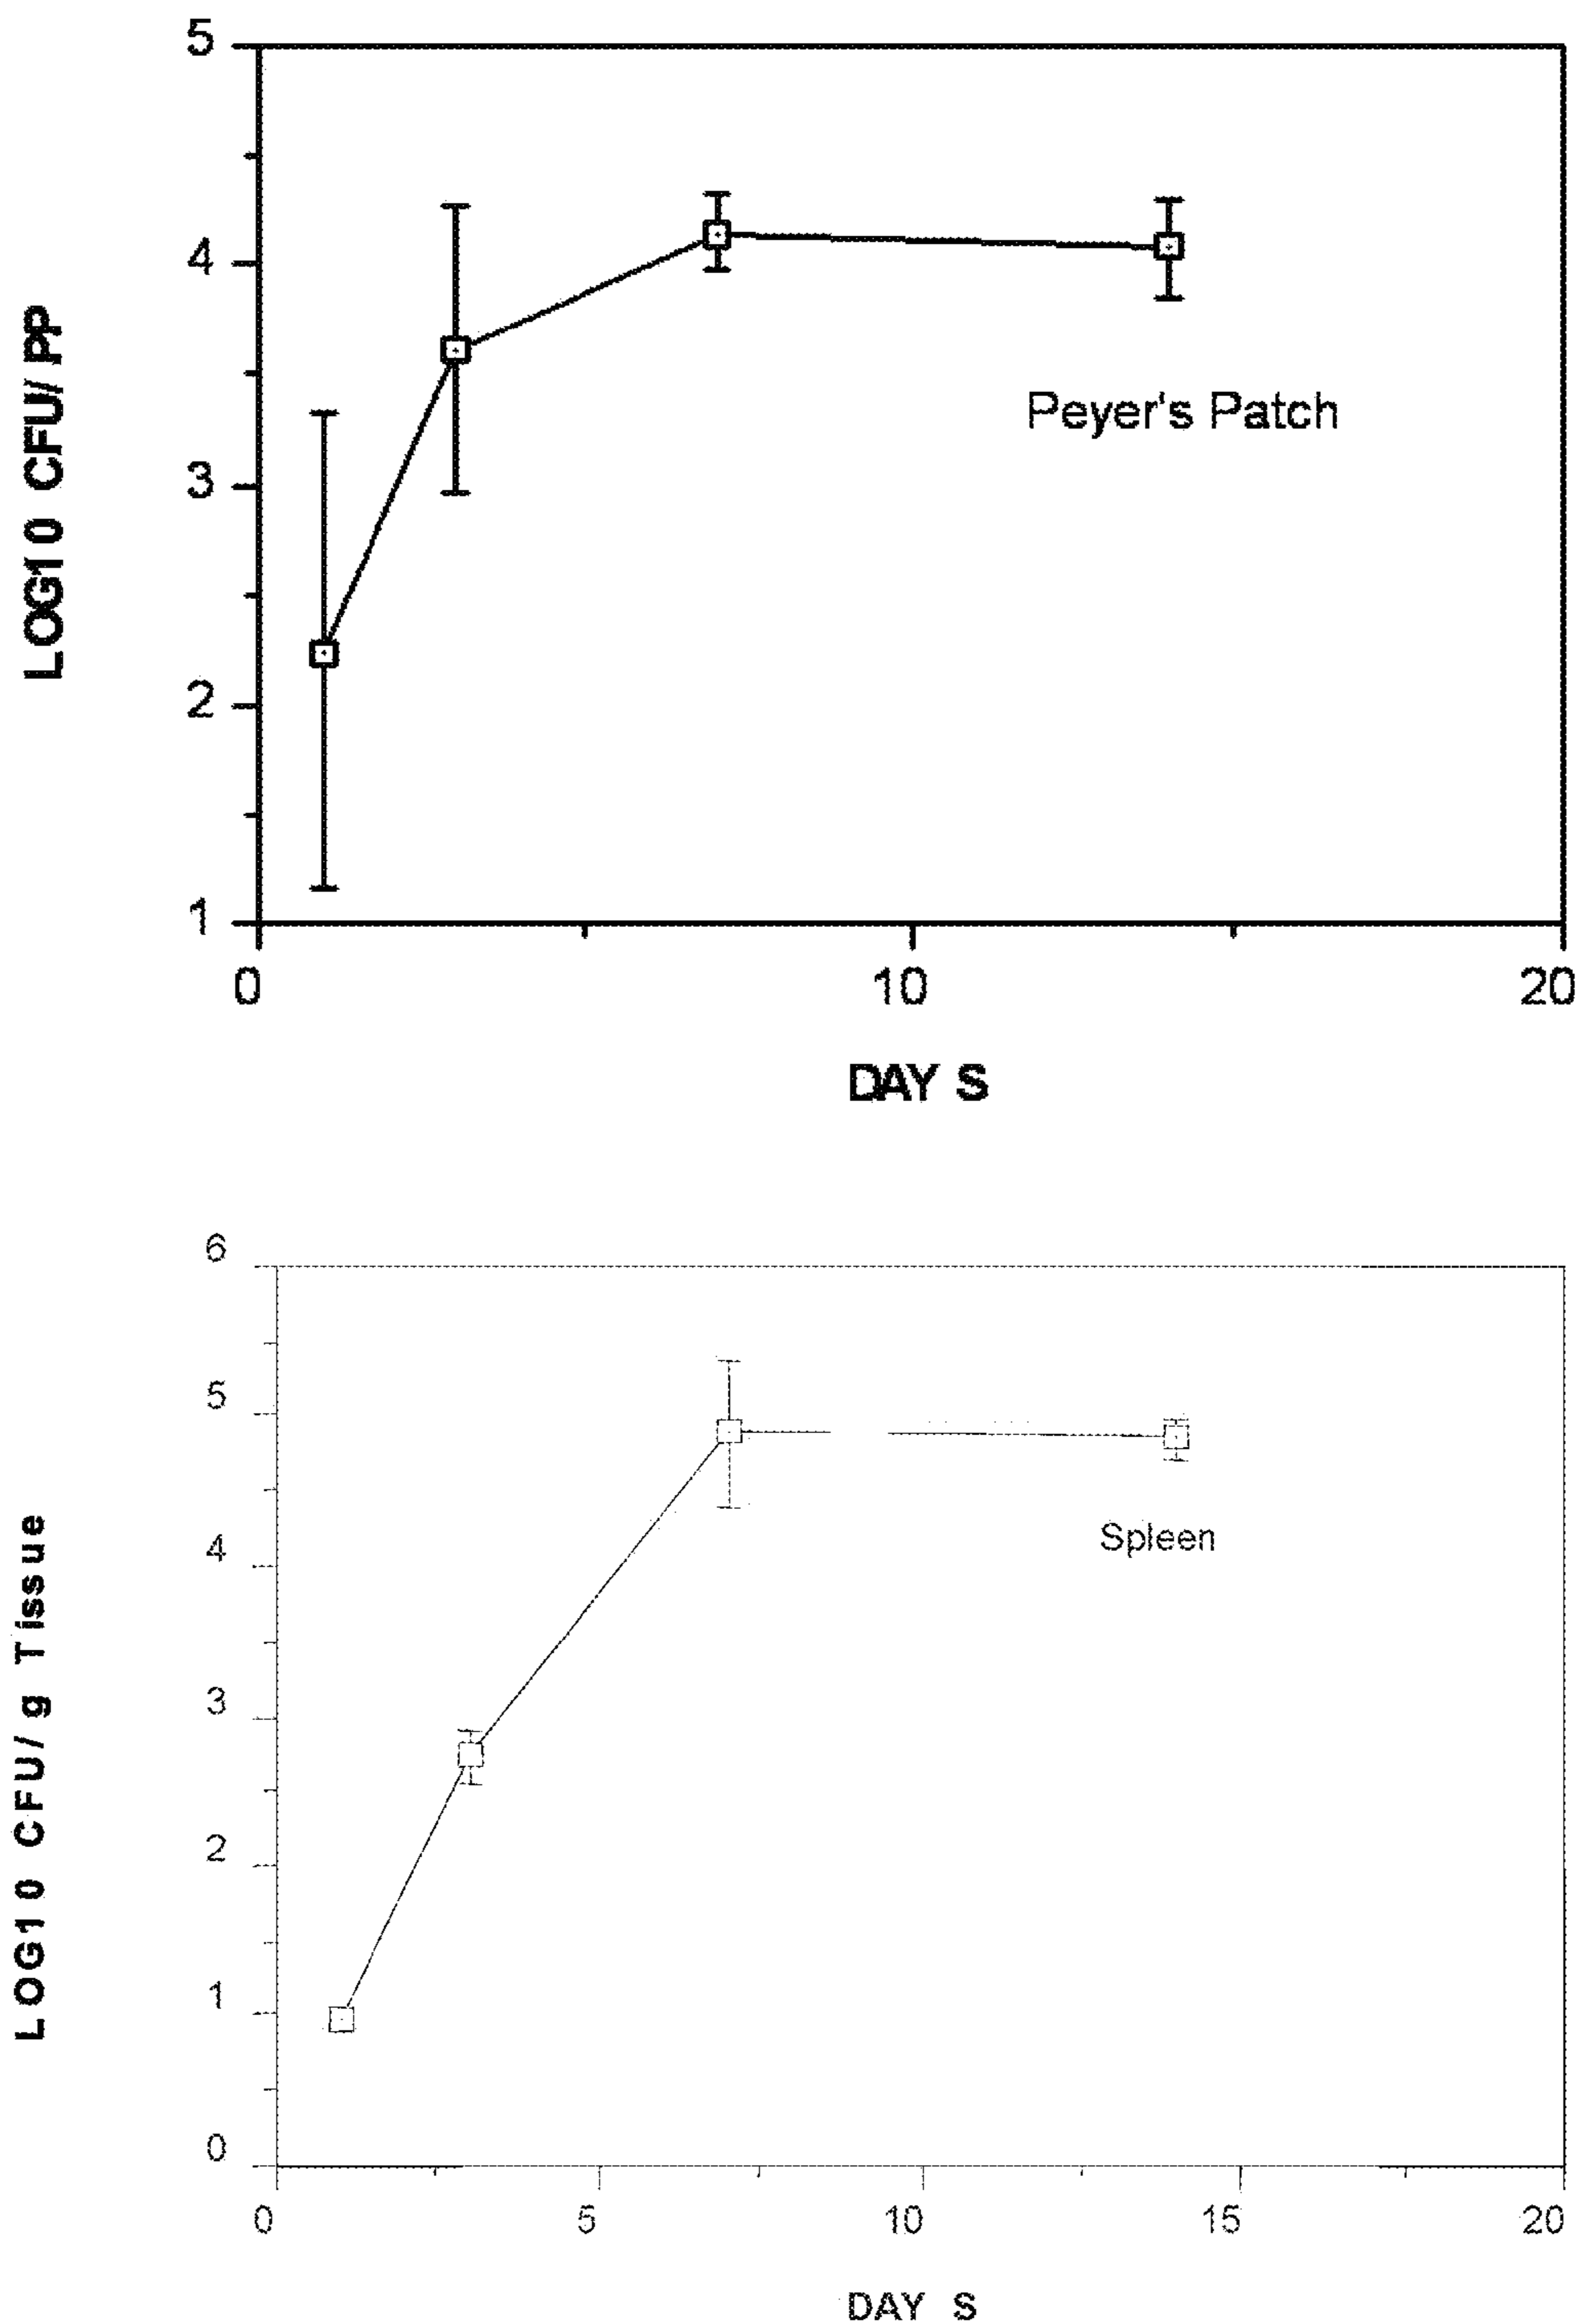 5
4
3
2
1
LOG10 CFU/PP
Peyer's Patch
0 10 20
DAY S
6
5
4
3
2
1
0
LOG10 CFU/g Tissue
Spleen
0 5 10 15 20
DAY S